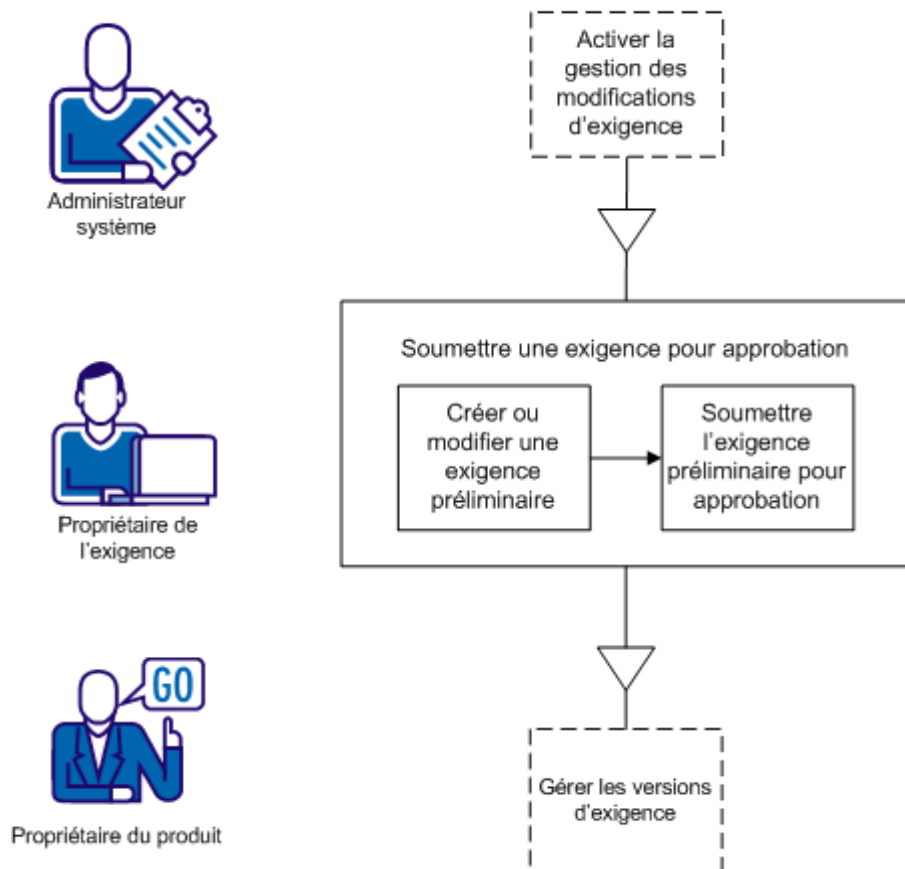 Activer la
gestion des
modifications
d'exigence
Administrateur
système
Soumettre une exigence pour approbation
Créer ou
modifier une
exigence
préliminaire
Soumettre
l'exigence
préliminaire pour
approbation
Propriétaire de
l'exigence
GO
Propriétaire du produit
Gérer les versions
d'exigence